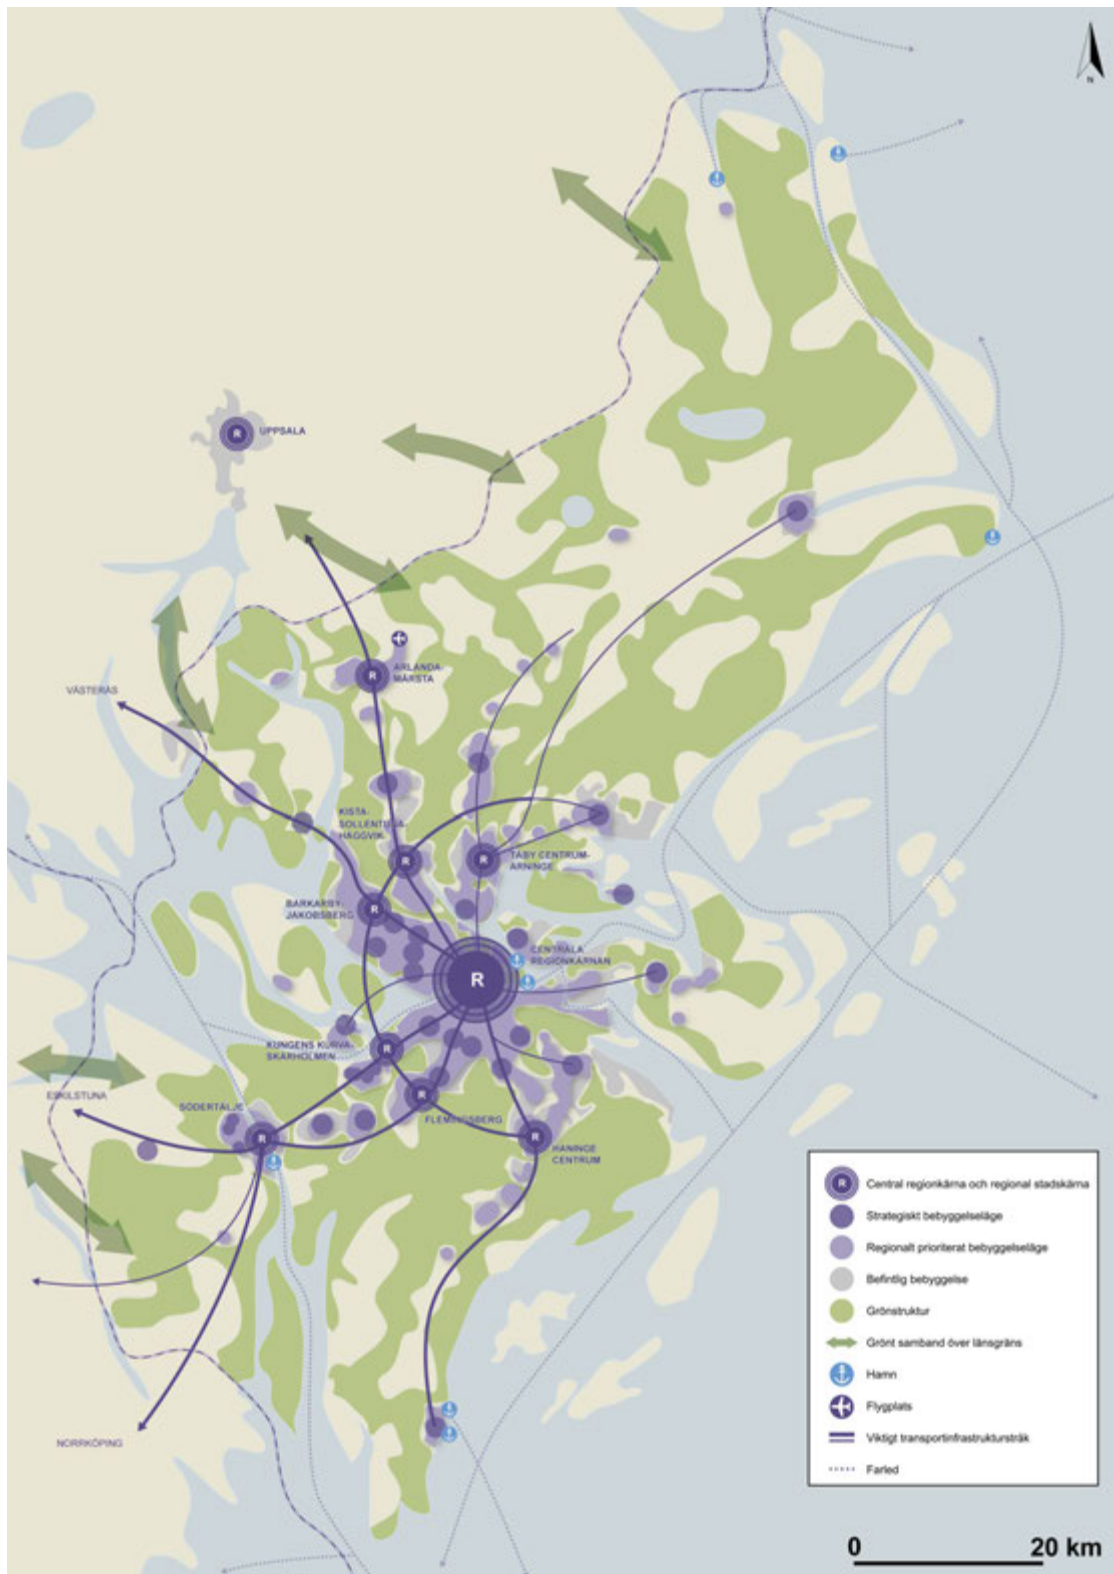 N
R
UPPSALA
R
ARLANDA-
MÄRSTA
VÄSTERÅS
KISTA-
SOLLENTUNA-
HÄGGVIK
R
R
TÄBY CENTRUM-
ARNINGE
BARKARBY-
JAKOBSBERG
R
CENTRALA
REGIONKÄRNAN
R
KUNGENS KURVA-
SKÄRHOLMEN
R
ESKILSTUNA
SÖDERTÄLJE
R
FLEMINGSBERG
R
R
HANINGE
CENTRUM
NORRKÖPING
R
Central regionkärna och regional stadskärna
Strategiskt bebyggelseläge
Regionalt prioriterat bebyggelseläge
Befintlig bebyggelse
Grönstruktur
Grönt samband över länsgräns
Hamn
Flygplats
Viktigt transportinfrastruktursträk
Farled
0 20 km